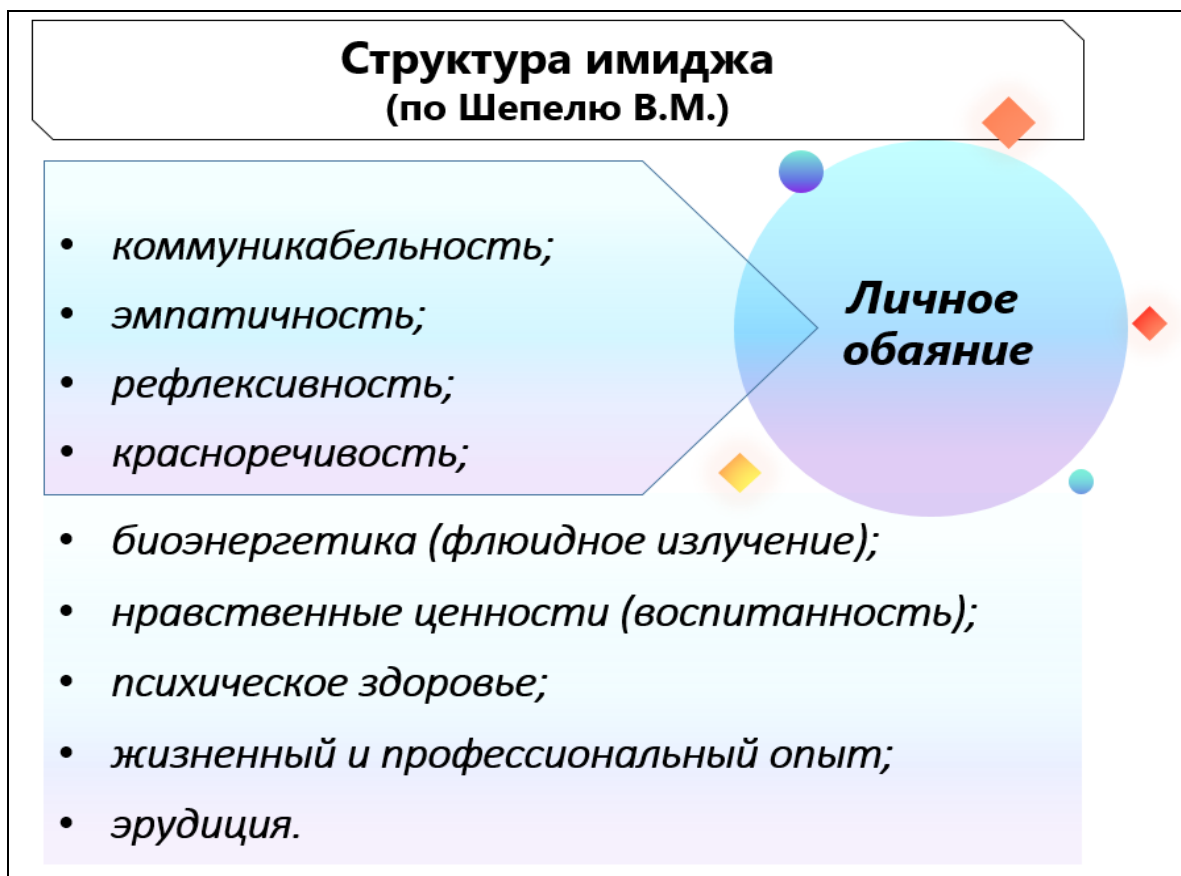 Структура имиджа
(по Шепелю В.М.)
• коммуникабельность;
• эмпатичность;
• рефлексивность;
• красноречивость;
Личное
обаяние
• биоэнергетика (флюидное излучение);
• нравственные ценности (воспитанность);
• психическое здоровье;
• жизненный и профессиональный опыт;
• эрудиция.